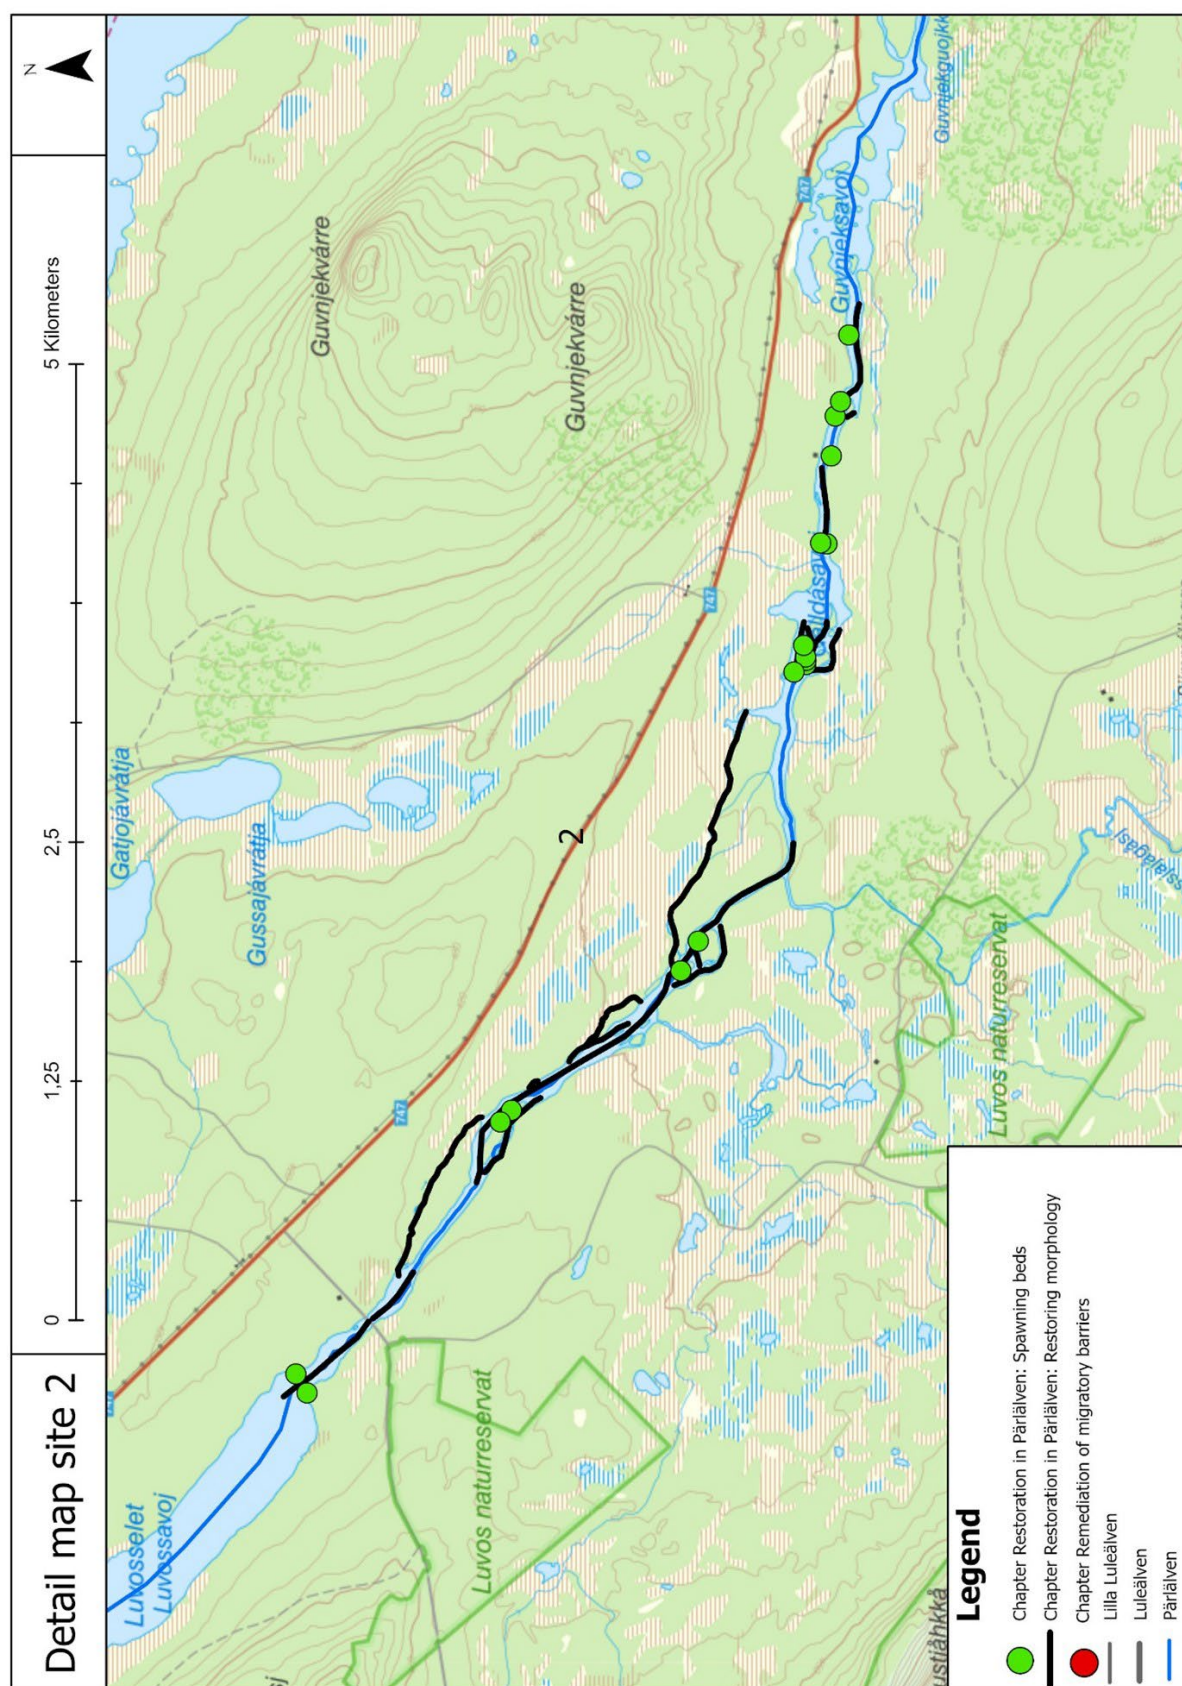 Detail map site 2
0
1,25
2,5
5 Kilometers
N
Luvosselet
Luvossavoj
747
Gatjojávrátja
Gussajávrátja
Guvnjekvárre
Guvnjekvárre
747
2
747
747
Guvnjeksavoj
Guvnjekguojkk
Luvos naturreservat
Luvos naturreservat
Legend
Chapter Restoration in Pärlälven: Spawning beds
Chapter Restoration in Pärlälven: Restoring morphology
Chapter Remediation of migratory barriers
Lilla Luleälven
Luleälven
Pärlälven